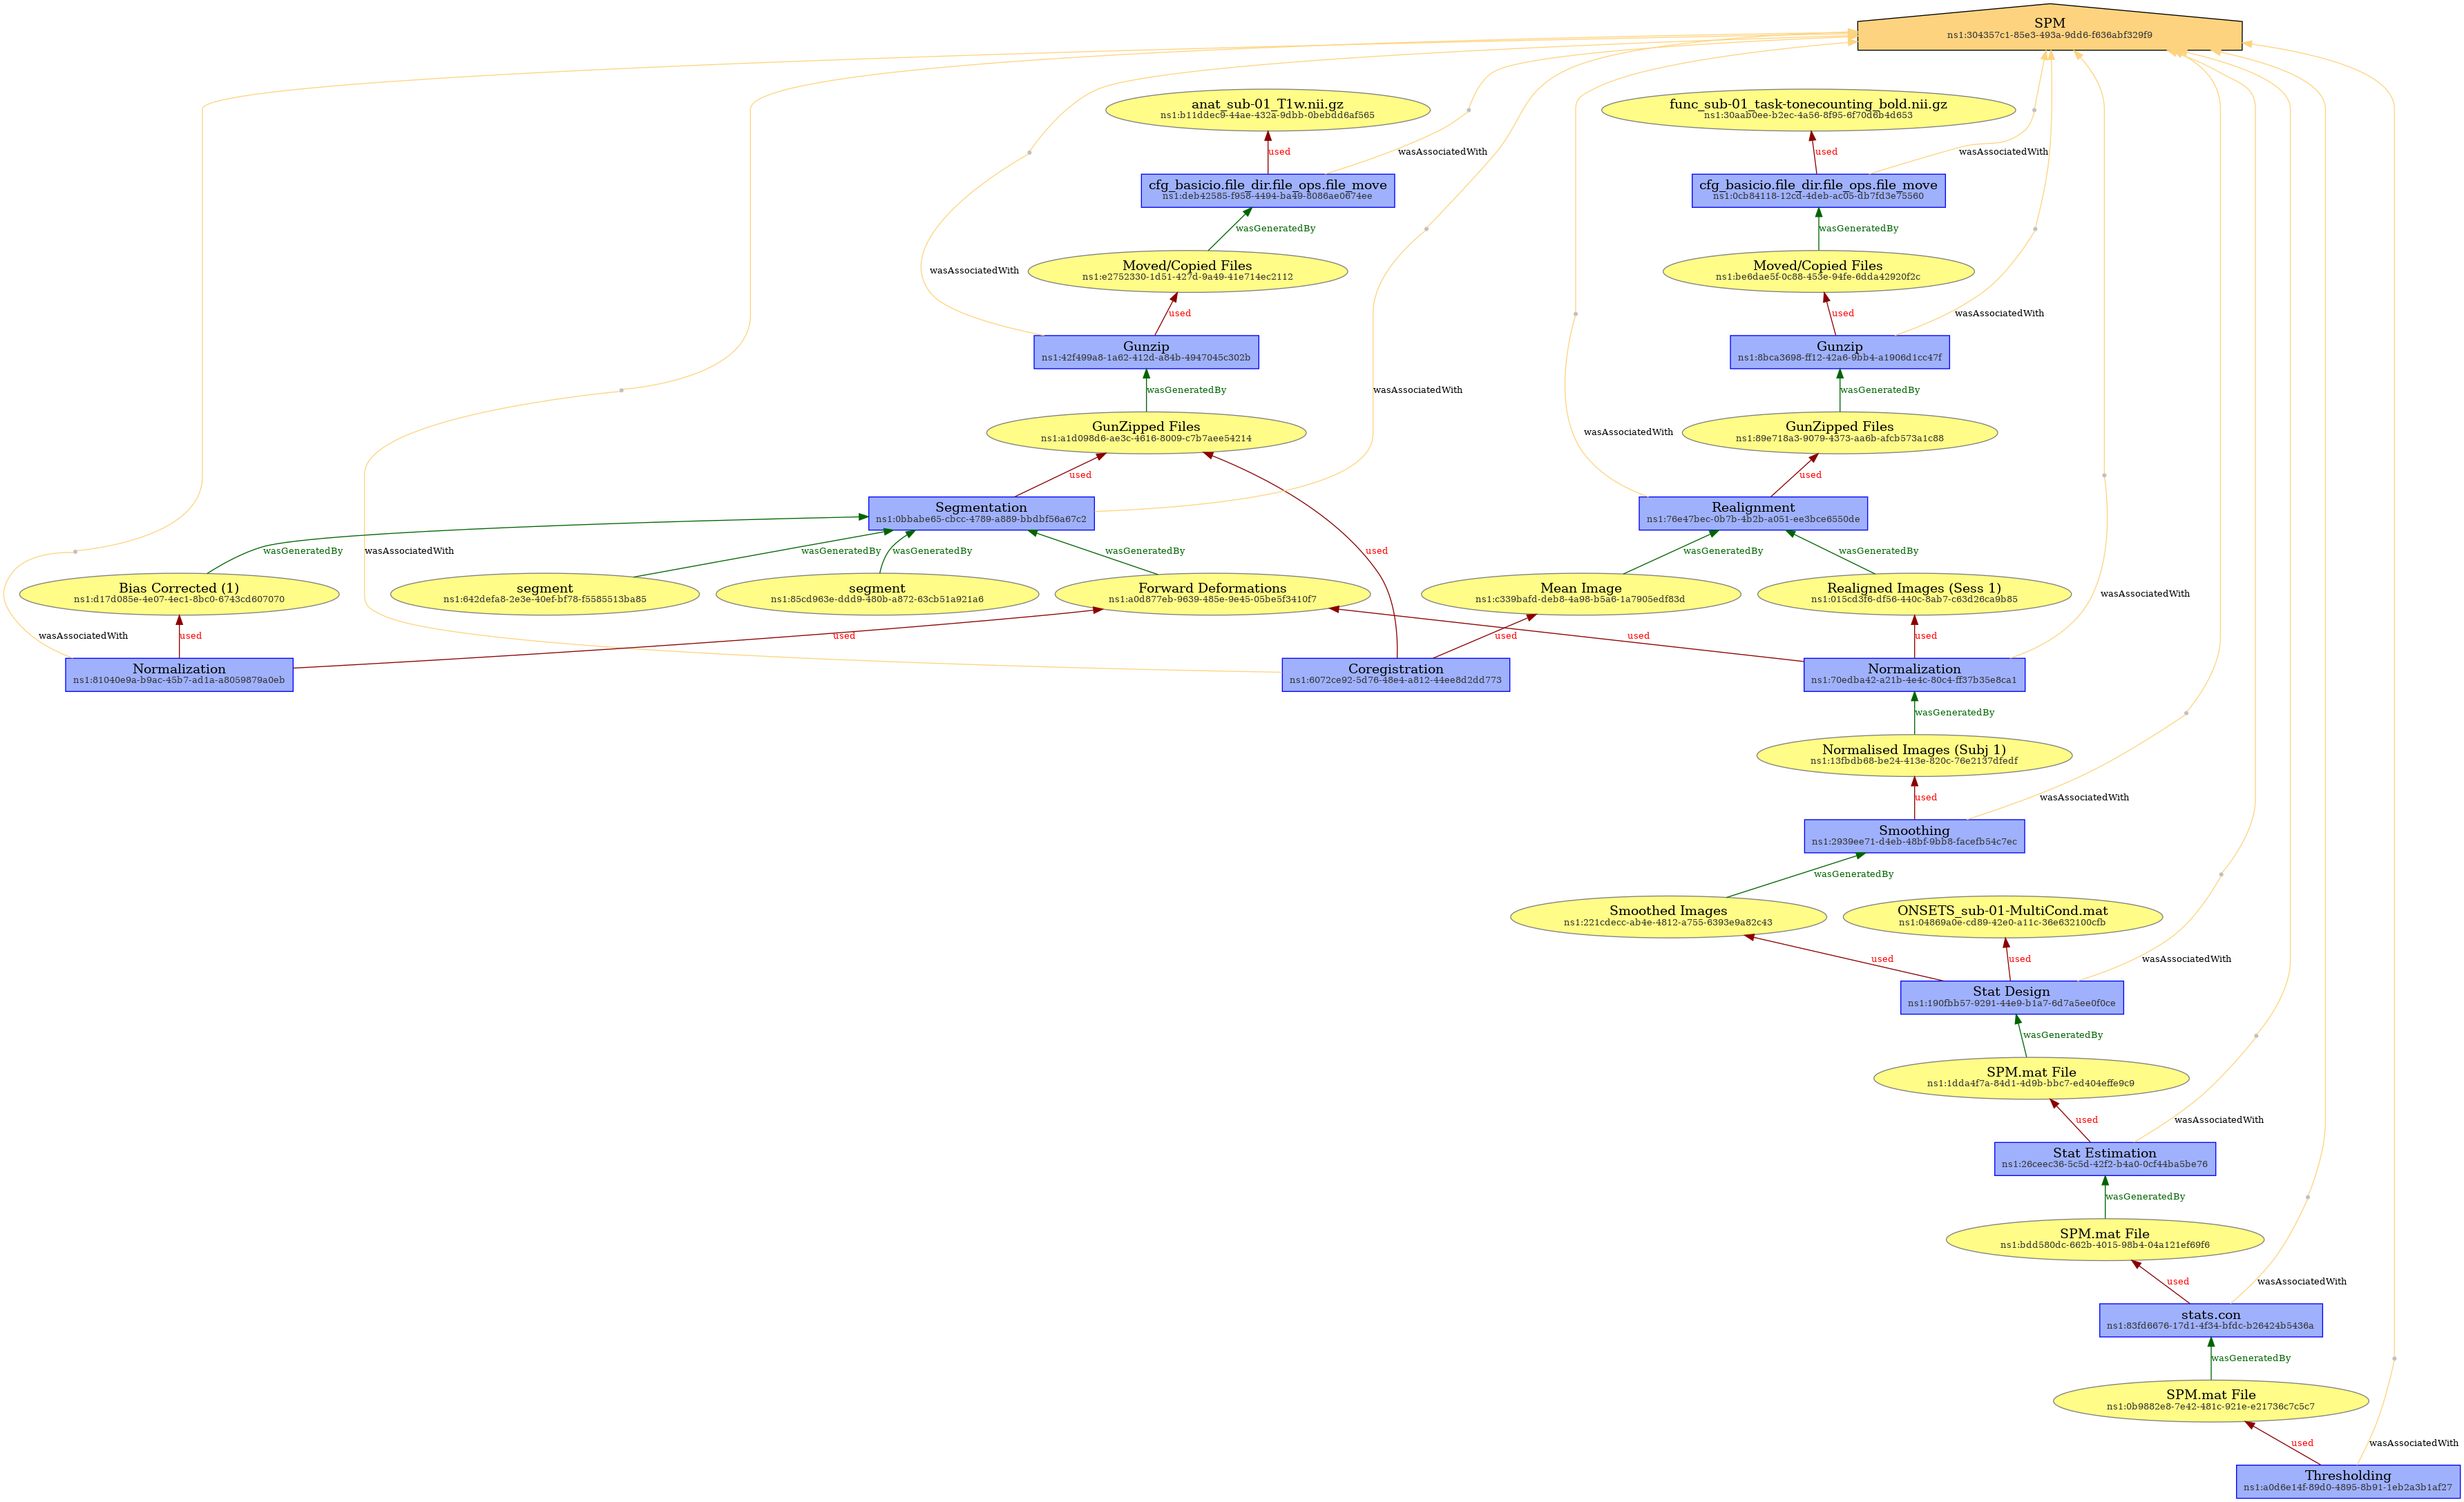 SPM
ns1:304357c1-85e3-493a-9dd6-f636abf329f9
anat_sub-01_T1w.nii.gz
ns1:b11ddec9-44ae-432a-9dbb-0bebdd6af565
func_sub-01_task-tonecounting_bold.nii.gz
ns1:30aab0ee-b2ec-4a56-8f95-6f70d6b4d653
used
wasAssociatedWith
used
wasAssociatedWith
cfg_basicio.file_dir.file_ops.file_move
ns1:deb42585-f958-4494-ba49-8086ae0674ee
cfg_basicio.file_dir.file_ops.file_move
ns1:0cb84118-12cd-4deb-ac05-db7fd3e75560
wasGeneratedBy
wasGeneratedBy
wasAssociatedWith
Moved/Copied Files
ns1:e2752330-1d51-427d-9a49-41e714ec2112
Moved/Copied Files
ns1:be6dae5f-0c88-453e-94fe-6dda42920f2c
used
used
wasAssociatedWith
Gunzip
ns1:42f499a8-1a62-412d-a84b-4947045c302b
Gunzip
ns1:8bca3698-ff12-42a6-9bb4-a1906d1cc47f
wasGeneratedBy
wasAssociatedWith
wasGeneratedBy
GunZipped Files
ns1:a1d098d6-ae3c-4616-8009-c7b7aee54214
wasAssociatedWith
GunZipped Files
ns1:89e718a3-9079-4373-aa6b-afcb573a1c88
used
used
Segmentation
ns1:0bbabe65-cbcc-4789-a889-bbdbf56a67c2
Realignment
ns1:76e47bec-0b7b-4b2b-a051-ee3bce6550de
wasGeneratedBy
wasAssociatedWith
wasGeneratedBy
wasGeneratedBy
wasGeneratedBy
used
wasGeneratedBy
wasGeneratedBy
Bias Corrected (1)
ns1:d17d085e-4e07-4ec1-8bc0-6743cd607070
segment
ns1:642defa8-2e3e-40ef-bf78-f5585513ba85
segment
ns1:85cd963e-ddd9-480b-a872-63cb51a921a6
Forward Deformations
ns1:a0d877eb-9639-485e-9e45-05be5f3410f7
Mean Image
ns1:c339bafd-deb8-4a98-b5a6-1a7905edf83d
Realigned Images (Sess 1)
ns1:015cd3f6-df56-440c-8ab7-c63d26ca9b85
wasAssociatedWith
wasAssociatedWith
used
used
used
used
used
Normalization
ns1:81040e9a-b9ac-45b7-ad1a-a8059879a0eb
Coregistration
ns1:6072ce92-5d76-48e4-a812-44ee8d2dd773
Normalization
ns1:70edba42-a21b-4e4c-80c4-ff37b35e8ca1
wasGeneratedBy
Normalised Images (Subj 1)
ns1:13fbdb68-be24-413e-820c-76e2137dfedf
used
wasAssociatedWith
Smoothing
ns1:2939ee71-d4eb-48bf-9bb8-facefb54c7ec
wasGeneratedBy
Smoothed Images
ns1:221cdecc-ab4e-4812-a755-6393e9a82c43
ONSETS_sub-01-MultiCond.mat
ns1:04869a0e-cd89-42e0-a11c-36e632100cfb
used
used
wasAssociatedWith
Stat Design
ns1:190fbb57-9291-44e9-b1a7-6d7a5ee0f0ce
wasGeneratedBy
SPM.mat File
ns1:1dda4f7a-84d1-4d9b-bbc7-ed404effe9c9
used
wasAssociatedWith
Stat Estimation
ns1:26ceec36-5c5d-42f2-b4a0-0cf44ba5be76
wasGeneratedBy
SPM.mat File
ns1:bdd580dc-662b-4015-98b4-04a121ef69f6
used
wasAssociatedWith
stats.con
ns1:83fd6676-17d1-4f34-bfdc-b26424b5436a
wasGeneratedBy
SPM.mat File
ns1:0b9882e8-7e42-481c-921e-e21736c7c5c7
used
wasAssociatedWith
Thresholding
ns1:a0d6e14f-89d0-4895-8b91-1eb2a3b1af27